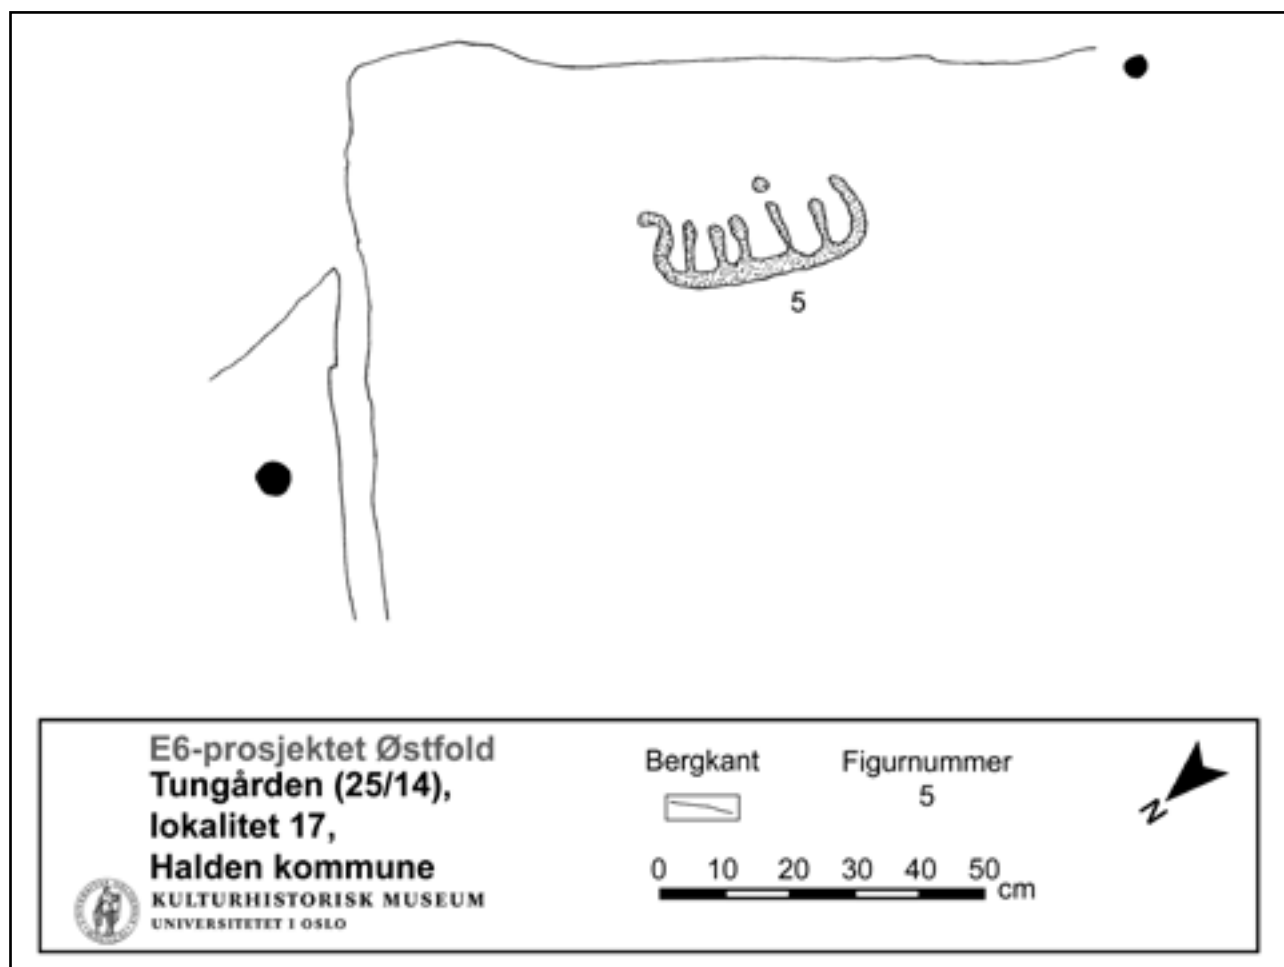 5
E6-prosjektet Østfold
Tungården (25/14),
lokalitet 17,
Halden kommune
KULTURHISTORISK MUSEUM
UNIVERSITETET I OSLO
Bergkant
Figurnummer
5
0 10 20 30 40 50
cm
N